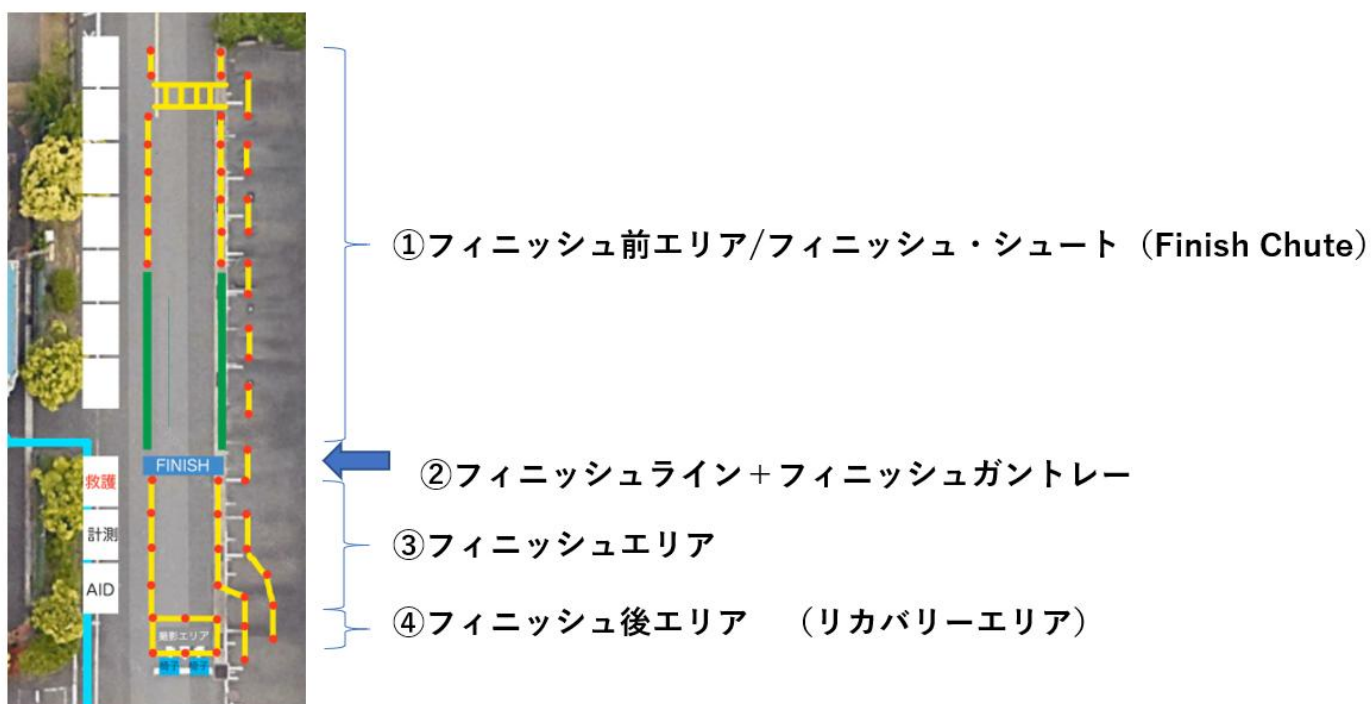 ①フィニッシュ前エリア/フィニッシュ・シュート（Finish Chute）
FINISH
②フィニッシュライン＋フィニッシュガントレー
救護
計測
③フィニッシュエリア
AID
④フィニッシュ後エリア　（リカバリーエリア）
撮影エリア
椅子 椅子